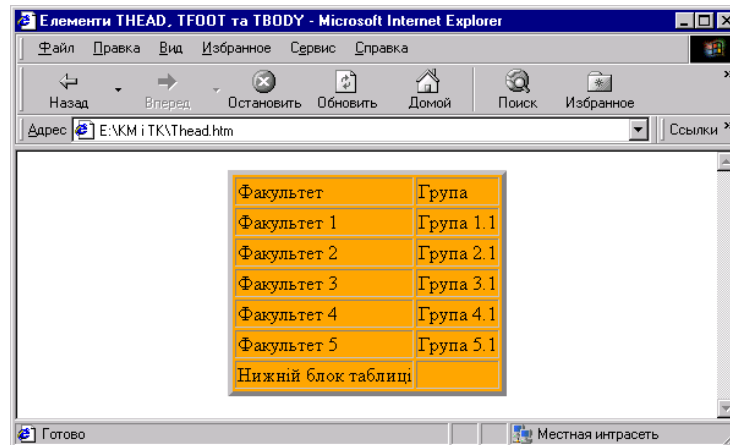 Елементи THEAD, TFOOT та TBODY - Microsoft Internet Explorer
Файл Правка Вид Избранное Сервис Справка
Назад Вперед Остановить Обновить Домой Поиск Избранное »
Адрес E:\KM i TK\Thead.htm Ссылки »
Факультет Група
Факультет 1 Група 1.1
Факультет 2 Група 2.1
Факультет 3 Група 3.1
Факультет 4 Група 4.1
Факультет 5 Група 5.1
Нижній блок таблиці
Готово Местная интрасеть